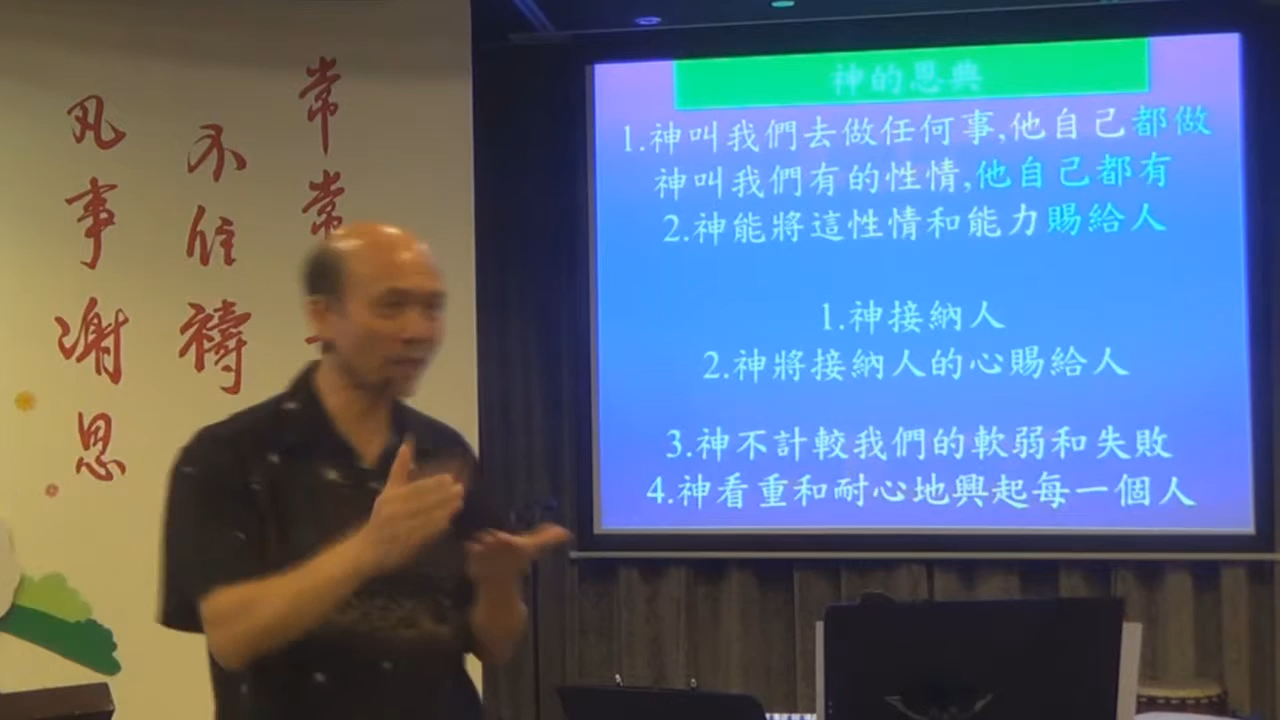 常常
不住禱
凡事謝恩
神的恩典
1.神叫我們去做任何事,他自己都做
神叫我們有的性情,他自己都有
2.神能將這性情和能力賜給人
1.神接納人
2.神將接納人的心賜給人
3.神不計較我們的軟弱和失敗
4.神看重和耐心地興起每一個人